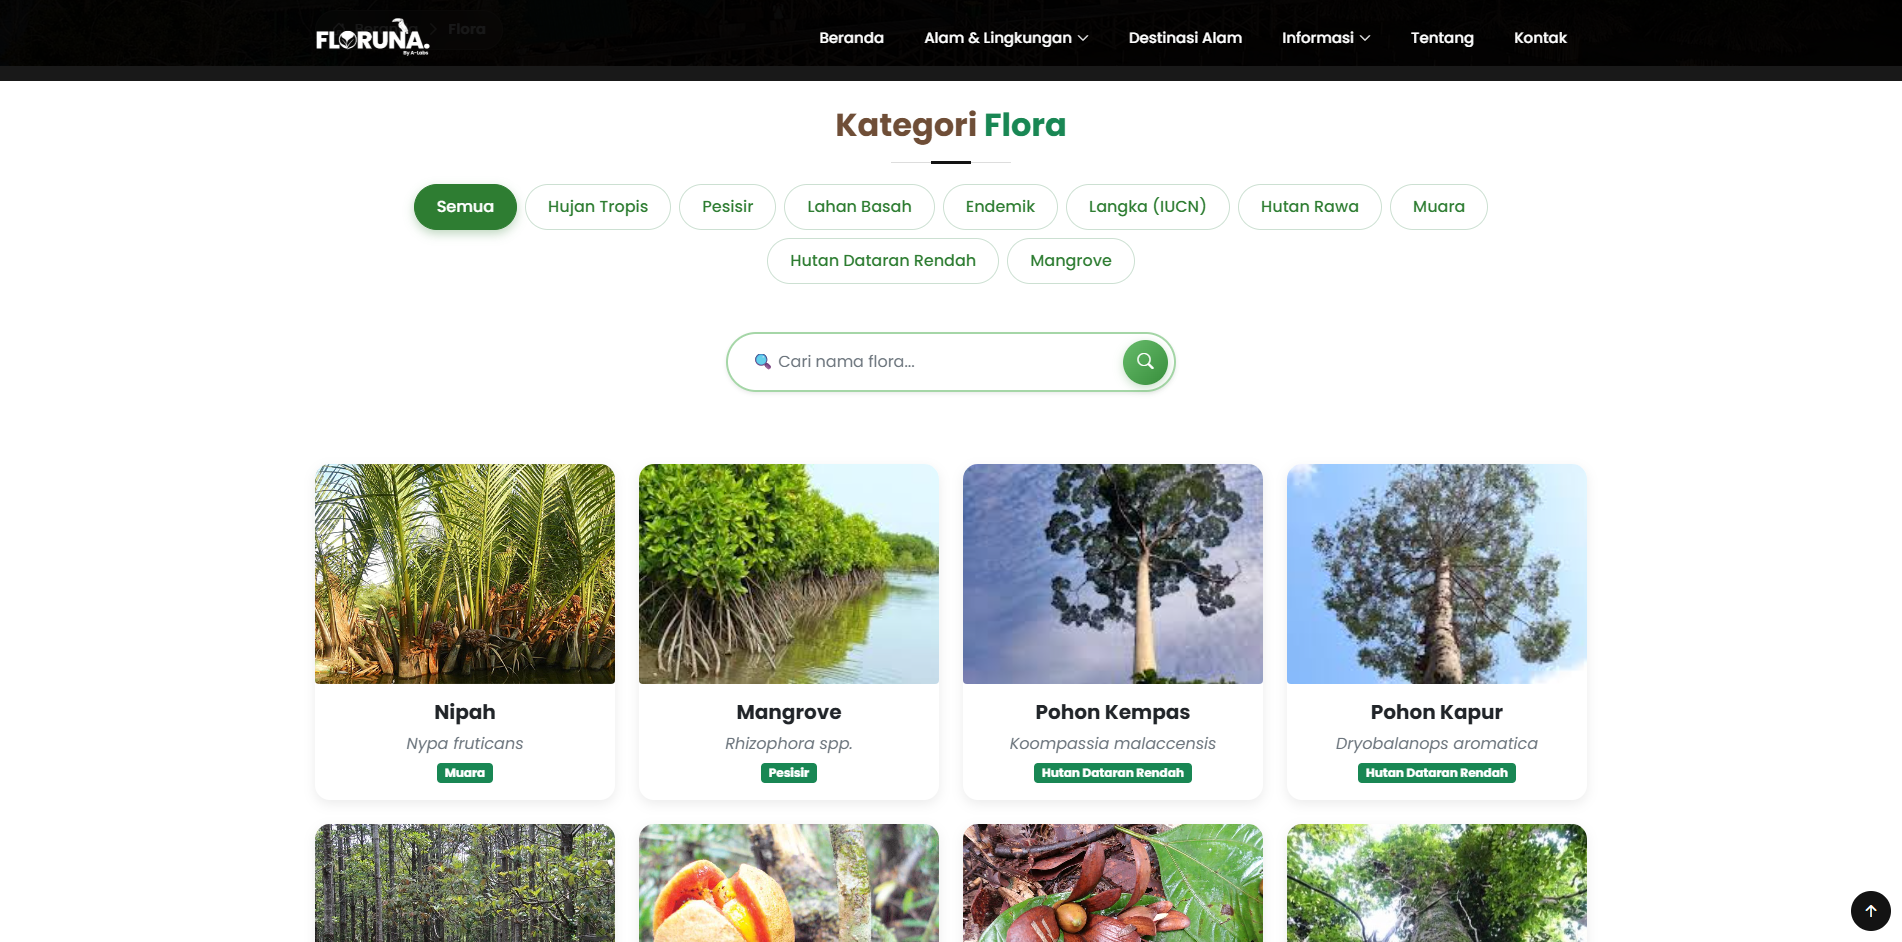 FLORUNA.
By A-Labs
Beranda
Flora
Beranda
Alam & Lingkungan
Destinasi Alam
Informasi
Tentang
Kontak
Kategori Flora
Semua
Hujan Tropis
Pesisir
Lahan Basah
Endemik
Langka (IUCN)
Hutan Rawa
Muara
Hutan Dataran Rendah
Mangrove
Cari nama flora...
Nipah
Nypa fruticans
Muara
Mangrove
Rhizophora spp.
Pesisir
Pohon Kempas
Koompassia malaccensis
Hutan Dataran Rendah
Pohon Kapur
Dryobalanops aromatica
Hutan Dataran Rendah